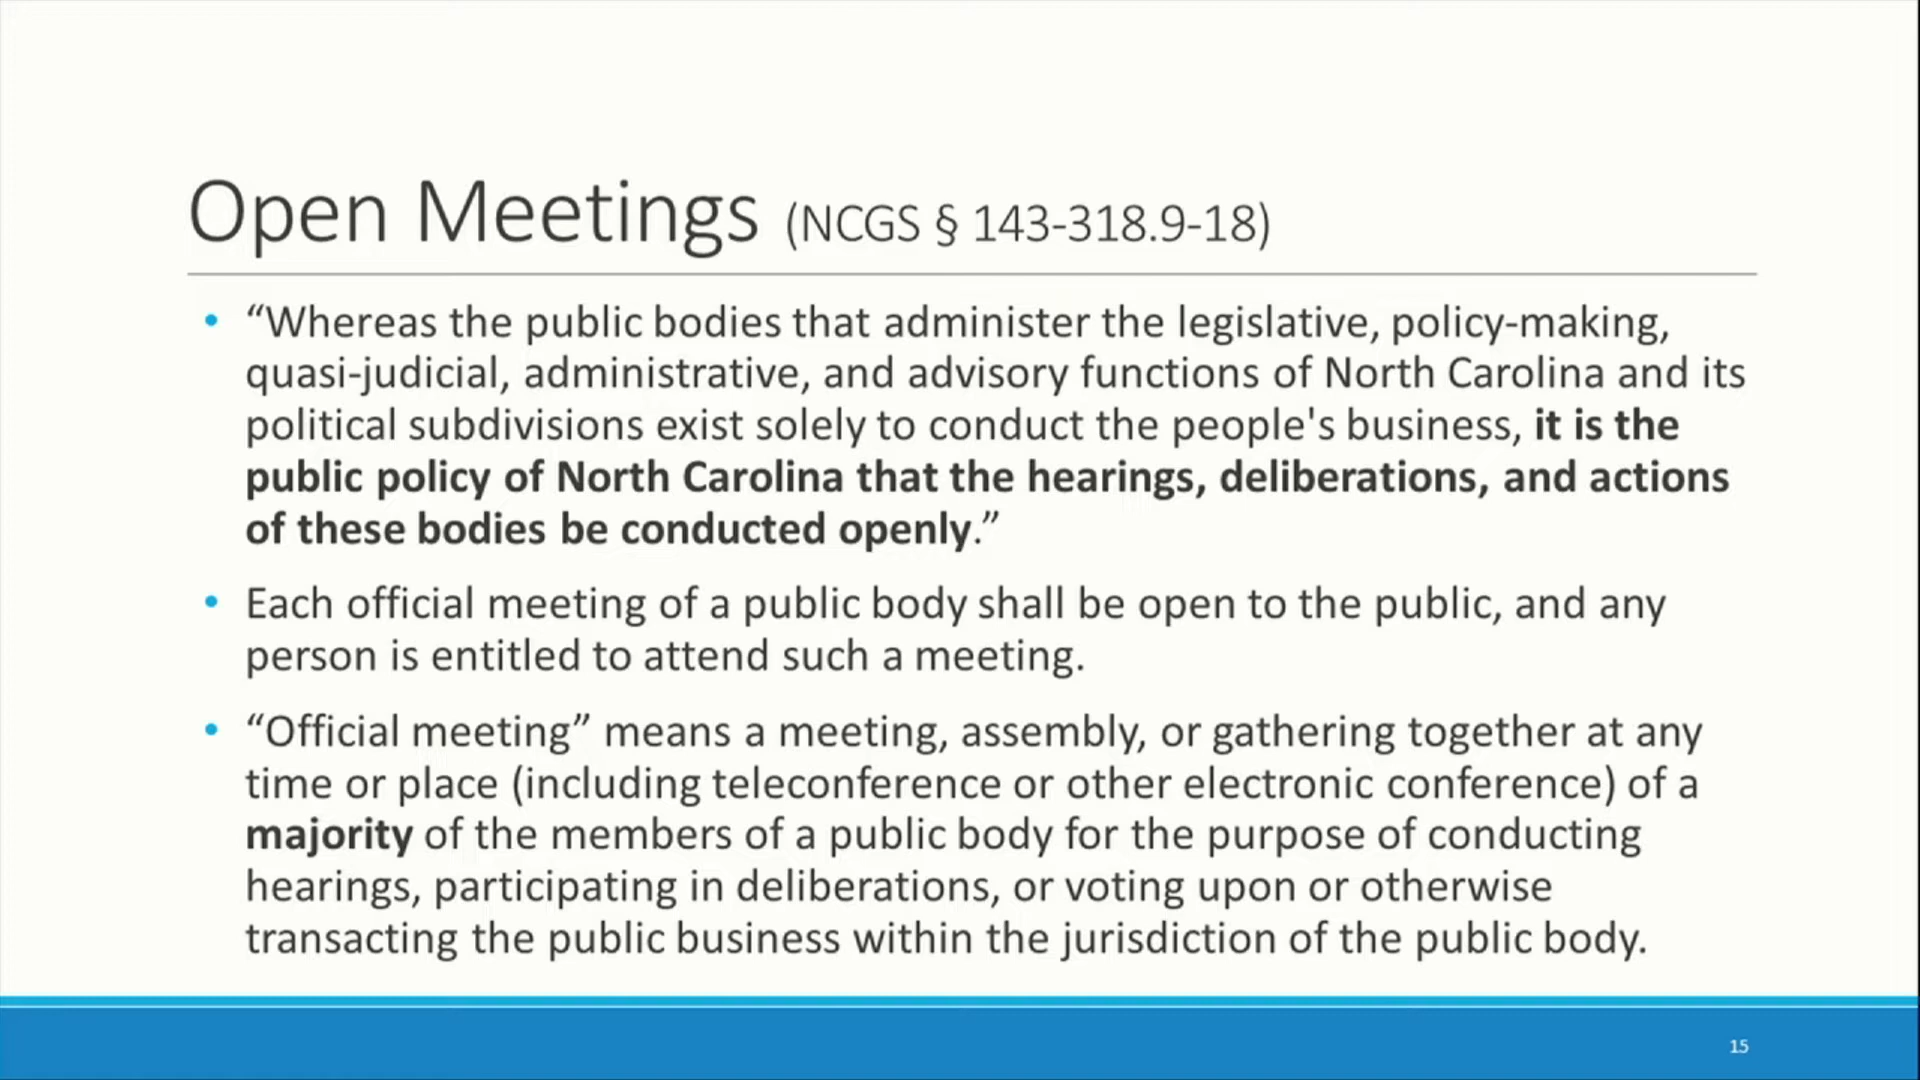 Open Meetings (NCGS § 143-318.9-18)
• “Whereas the public bodies that administer the legislative, policy-making,
quasi-judicial, administrative, and advisory functions of North Carolina and its
political subdivisions exist solely to conduct the people's business, it is the
public policy of North Carolina that the hearings, deliberations, and actions
of these bodies be conducted openly.”
• Each official meeting of a public body shall be open to the public, and any
person is entitled to attend such a meeting.
• “Official meeting” means a meeting, assembly, or gathering together at any
time or place (including teleconference or other electronic conference) of a
majority of the members of a public body for the purpose of conducting
hearings, participating in deliberations, or voting upon or otherwise
transacting the public business within the jurisdiction of the public body.
15